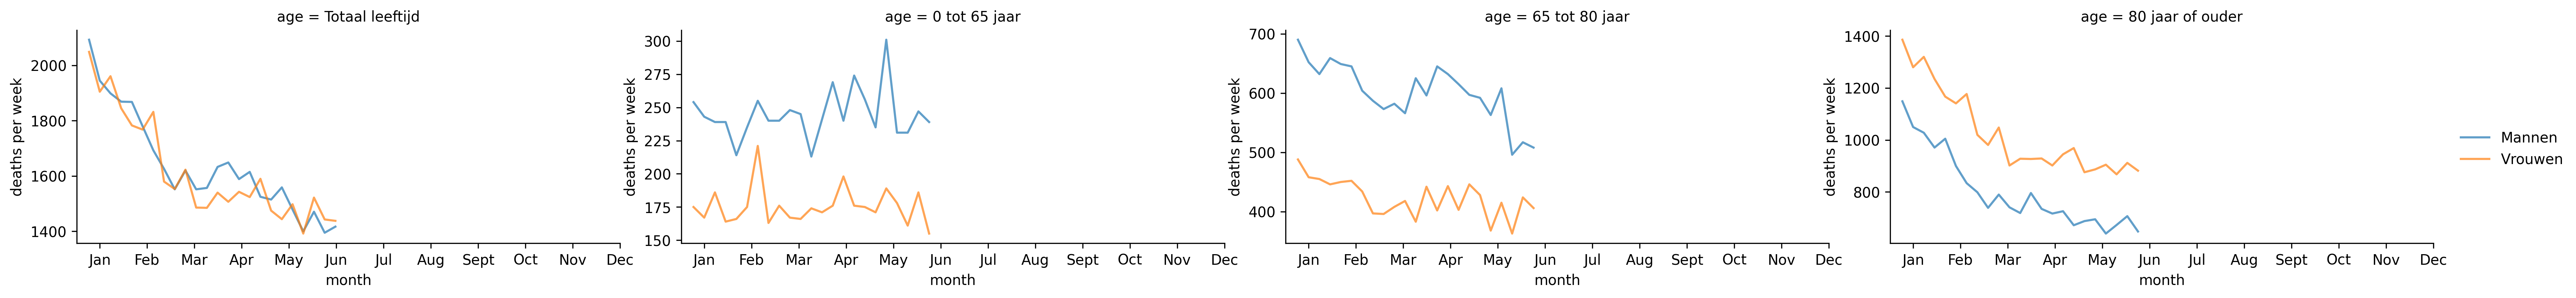 age = Totaal leeftijd
deaths per week
2000
1800
1600
1400
Jan Feb Mar Apr May Jun Jul Aug Sept Oct Nov Dec
month
age = 0 tot 65 jaar
deaths per week
300
275
250
225
200
175
150
Jan Feb Mar Apr May Jun Jul Aug Sept Oct Nov Dec
month
age = 65 tot 80 jaar
deaths per week
700
600
500
400
Jan Feb Mar Apr May Jun Jul Aug Sept Oct Nov Dec
month
age = 80 jaar of ouder
deaths per week
1400
1200
1000
800
Jan Feb Mar Apr May Jun Jul Aug Sept Oct Nov Dec
month
Mannen
Vrouwen